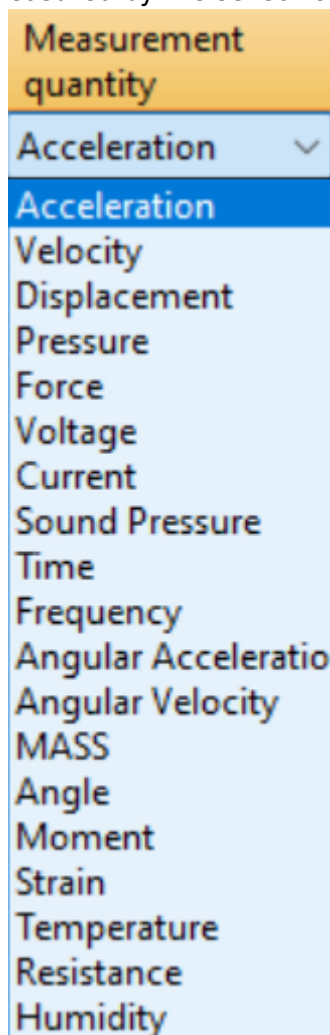 Measurement
quantity
Acceleration
Acceleration
Velocity
Displacement
Pressure
Force
Voltage
Current
Sound Pressure
Time
Frequency
Angular Acceleratio
Angular Velocity
MASS
Angle
Moment
Strain
Temperature
Resistance
Humidity